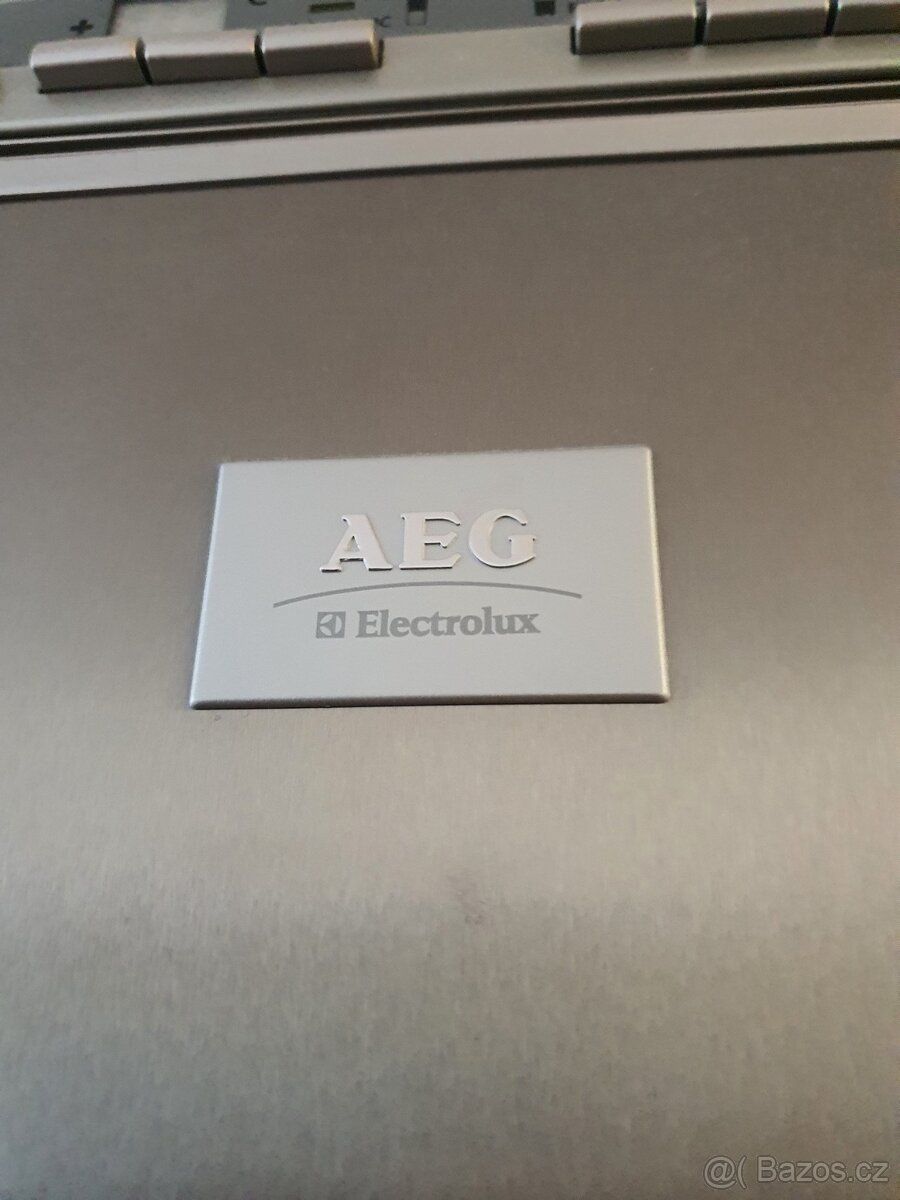 +
C
°C
AEG
Electrolux
@( Bazos.cz